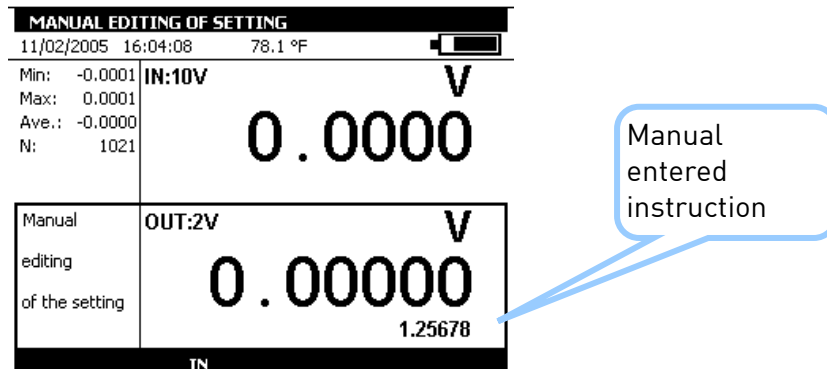 MANUAL EDITING OF SETTING
11/02/2005 16:04:08 78.1 °F
Min: -0.0001
Max: 0.0001
Ave.: -0.0000
N: 1021
IN:10V V
0.0000
Manual
editing
of the setting
OUT:2V V
0.00000
1.25678
IN
Manual
entered
instruction